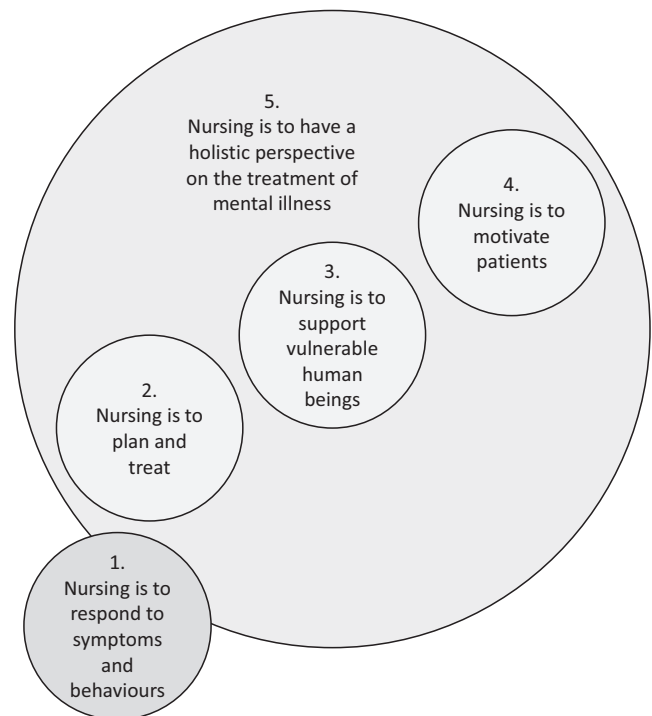 5.
Nursing is to have a
holistic perspective
on the treatment of
mental illness
4.
Nursing is to
motivate
patients
3.
Nursing is to
support
vulnerable
human
beings
2.
Nursing is to
plan and
treat
1.
Nursing is to
respond to
symptoms
and
behaviours